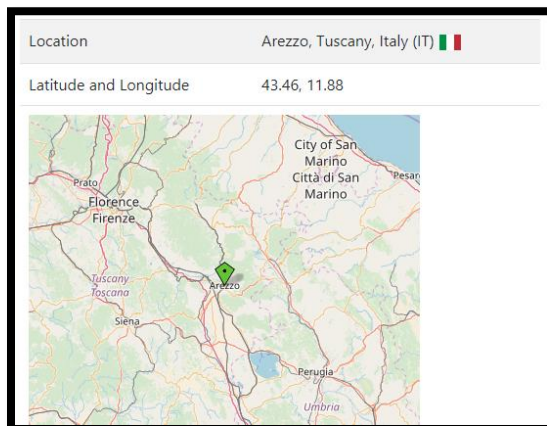 Location Arezzo, Tuscany, Italy (IT)
Latitude and Longitude 43.46, 11.88
City of San
Marino
Città di San
Marino
Pesar
Prato
Florence
Firenze
Tuscany
Toscana
Arezzo
Siena
Perugia
Umbria